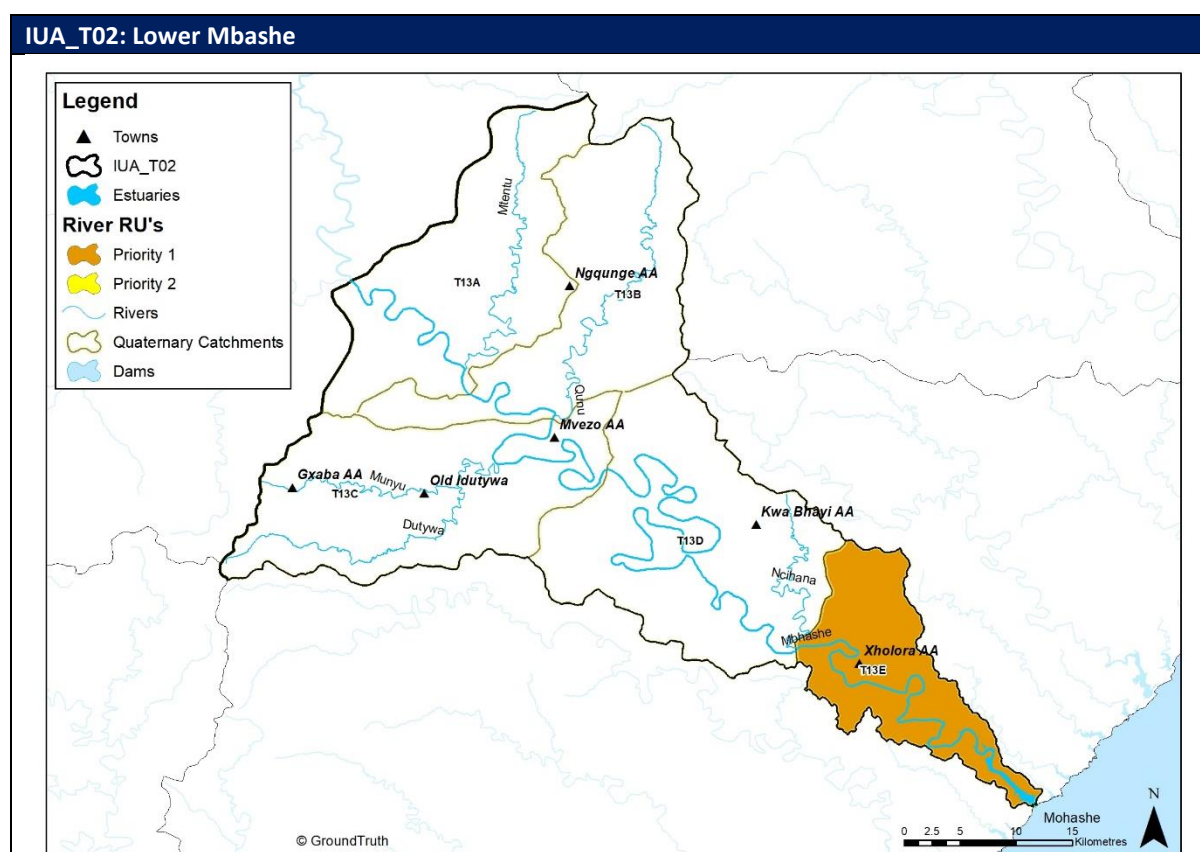 IUA_T02: Lower Mbashe
Legend
Towns
IUA_T02
Estuaries
River RU's
Priority 1
Priority 2
Rivers
Quaternary Catchments
Dams
Mtentu
Ngqunge AA
T13A
T13B
Qunu
Mvezo AA
Gxaba AA
Munyu
Old Idutywa
T13C
Dutywa
Kwa Bhayi AA
T13D
Ncihana
Mbhashe
Xholora AA
T13E
Mohashe
N
0 2.5 5 10 15
Kilometres
© GroundTruth